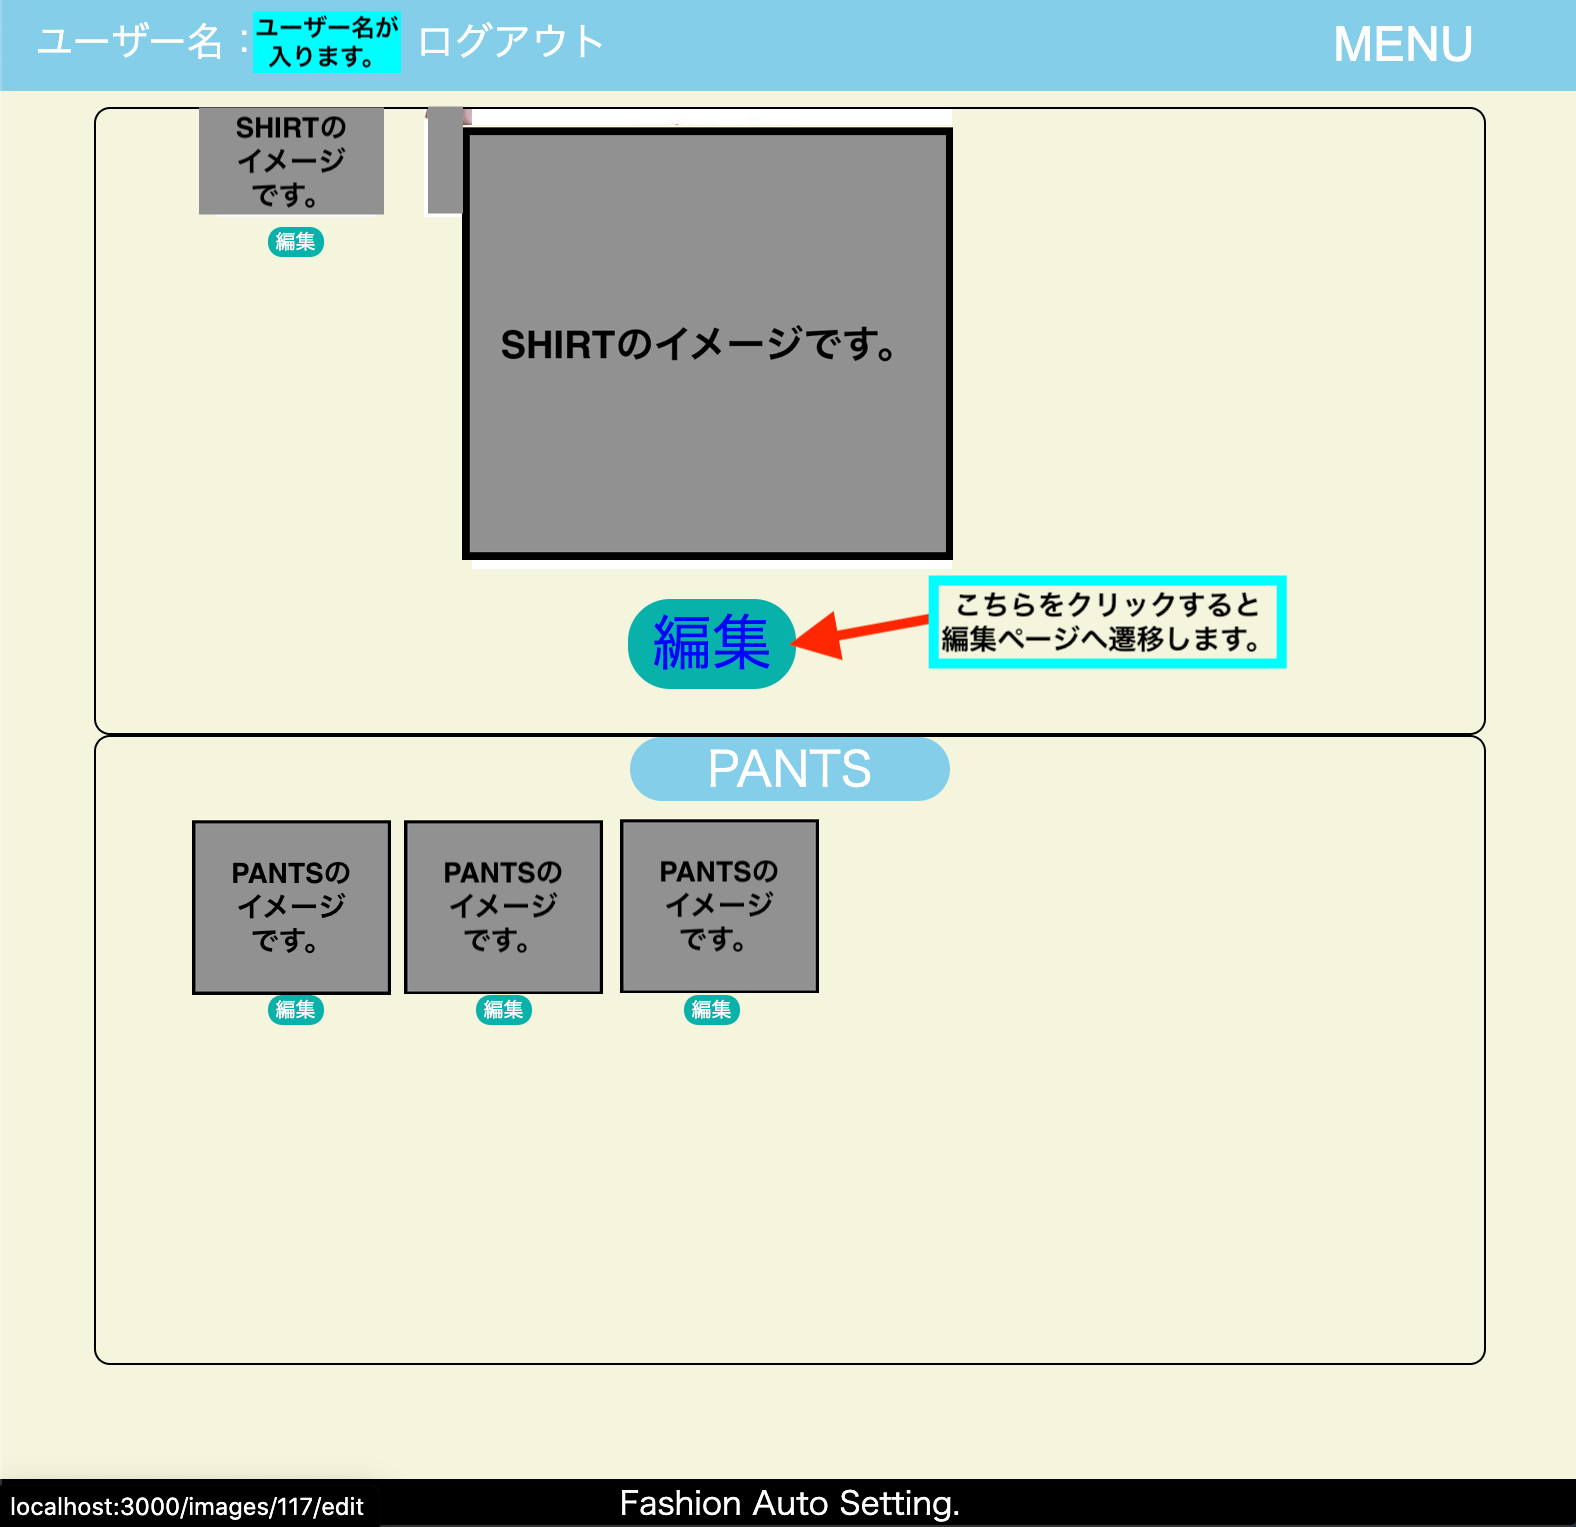 ユーザー名：
ユーザー名が
入ります。
ログアウト
MENU
SHIRTの
イメージ
です。
編集
SHIRTのイメージです。
編集
こちらをクリックすると
編集ページへ遷移します。
PANTS
PANTSの
イメージ
です。
編集
PANTSの
イメージ
です。
編集
PANTSの
イメージ
です。
編集
localhost:3000/images/117/edit
Fashion Auto Setting.